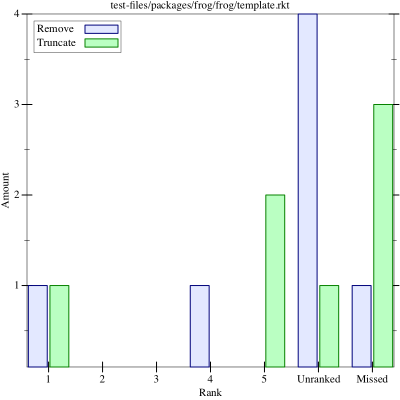 test-files/packages/frog/frog/template.rkt
Remove
Truncate
4
3
2
1
Amount
1 2 3 4 5 Unranked Missed
Rank